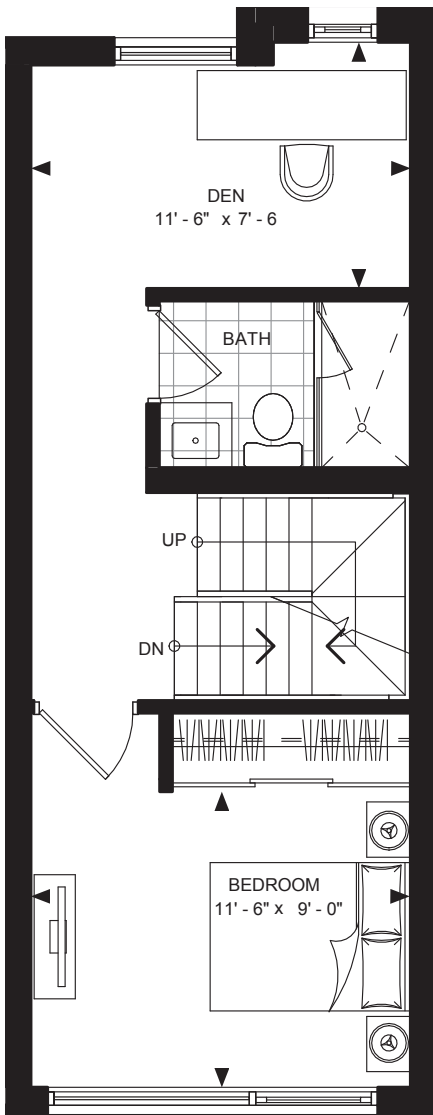 DEN
11' - 6" x 7' - 6
BATH
UP
DN
BEDROOM
11' - 6" x 9' - 0"